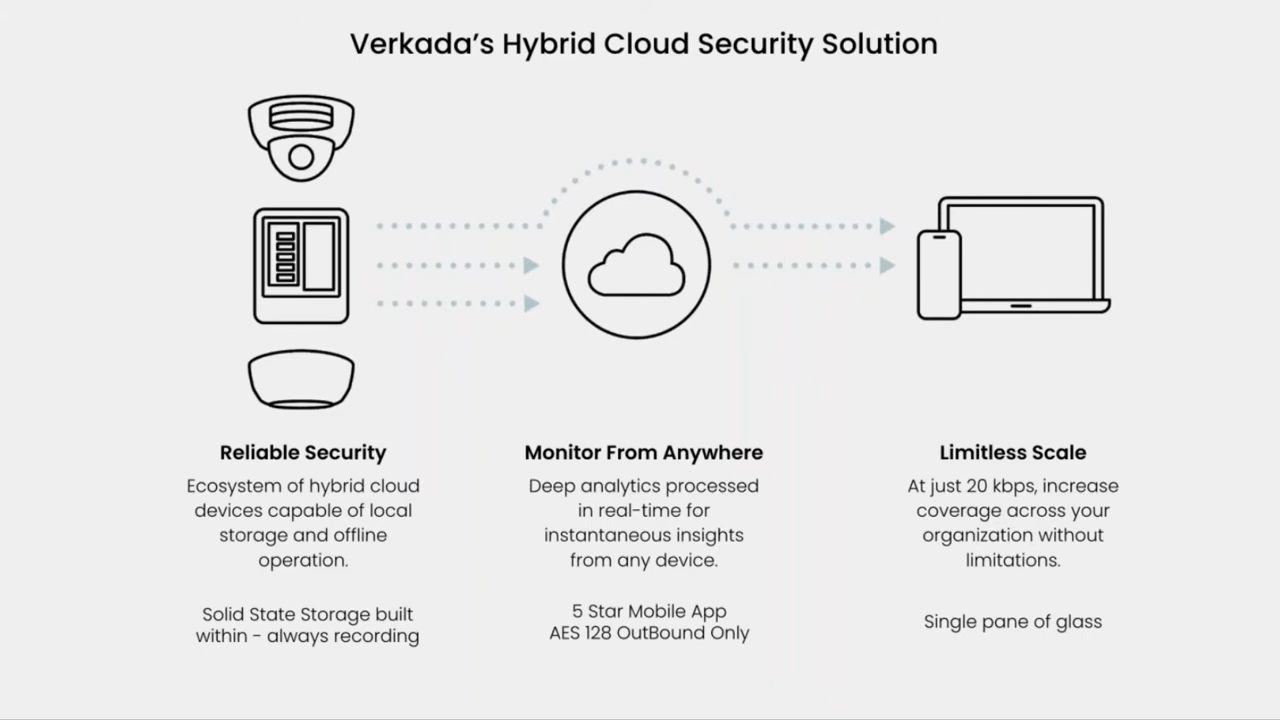 Verkada's Hybrid Cloud Security Solution
Reliable Security
Ecosystem of hybrid cloud
devices capable of local
storage and offline
operation.
Solid State Storage built
within - always recording
Monitor From Anywhere
Deep analytics processed
in real-time for
instantaneous insights
from any device.
5 Star Mobile App
AES 128 OutBound Only
Limitless Scale
At just 20 kbps, increase
coverage across your
organization without
limitations.
Single pane of glass